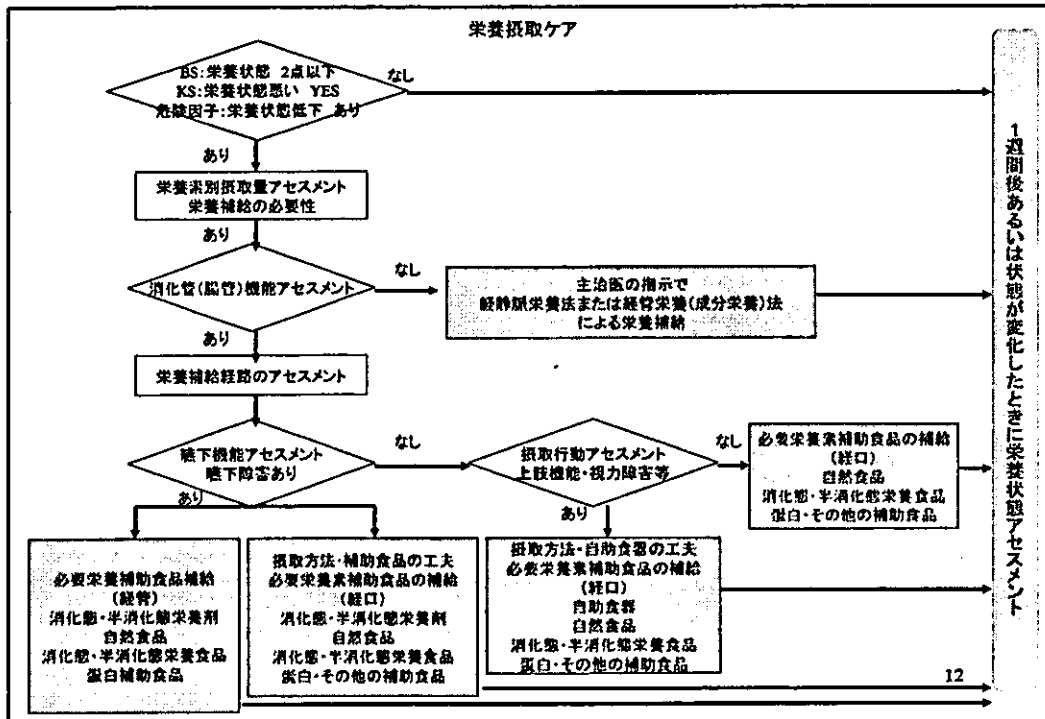 栄養摂取ケア
BS:栄養状態 2点以下
KS:栄養状態悪い YES
危険因子:栄養状態低下 あり
なし
あり
栄養素別摂取量アセスメント
栄養補給の必要性
あり
消化管(腸管)機能アセスメント
なし
主治医の指示で
経静脈栄養法または経管栄養(成分栄養)法
による栄養補給
あり
栄養補給経路のアセスメント
嚥下機能アセスメント
嚥下障害あり
なし
摂取行動アセスメント
上肢機能・視力障害等
なし
必要栄養素補助食品の補給
(経口)
自然食品
消化態・半消化態栄養食品
蛋白・その他の補助食品
あり
あり
必要栄養補助食品補給
(経管)
消化態・半消化態栄養剤
自然食品
消化態・半消化態栄養食品
蛋白補助食品
摂取方法・補助食品の工夫
必要栄養素補助食品の補給
(経口)
消化態・半消化態栄養剤
自然食品
消化態・半消化態栄養食品
蛋白・その他の補助食品
摂取方法・自助食器の工夫
必要栄養素補助食品の補給
(経口)
自助食器
自然食品
消化態・半消化態栄養食品
蛋白・その他の補助食品
1週間後あるいは状態が変化したときに栄養状態アセスメント
12